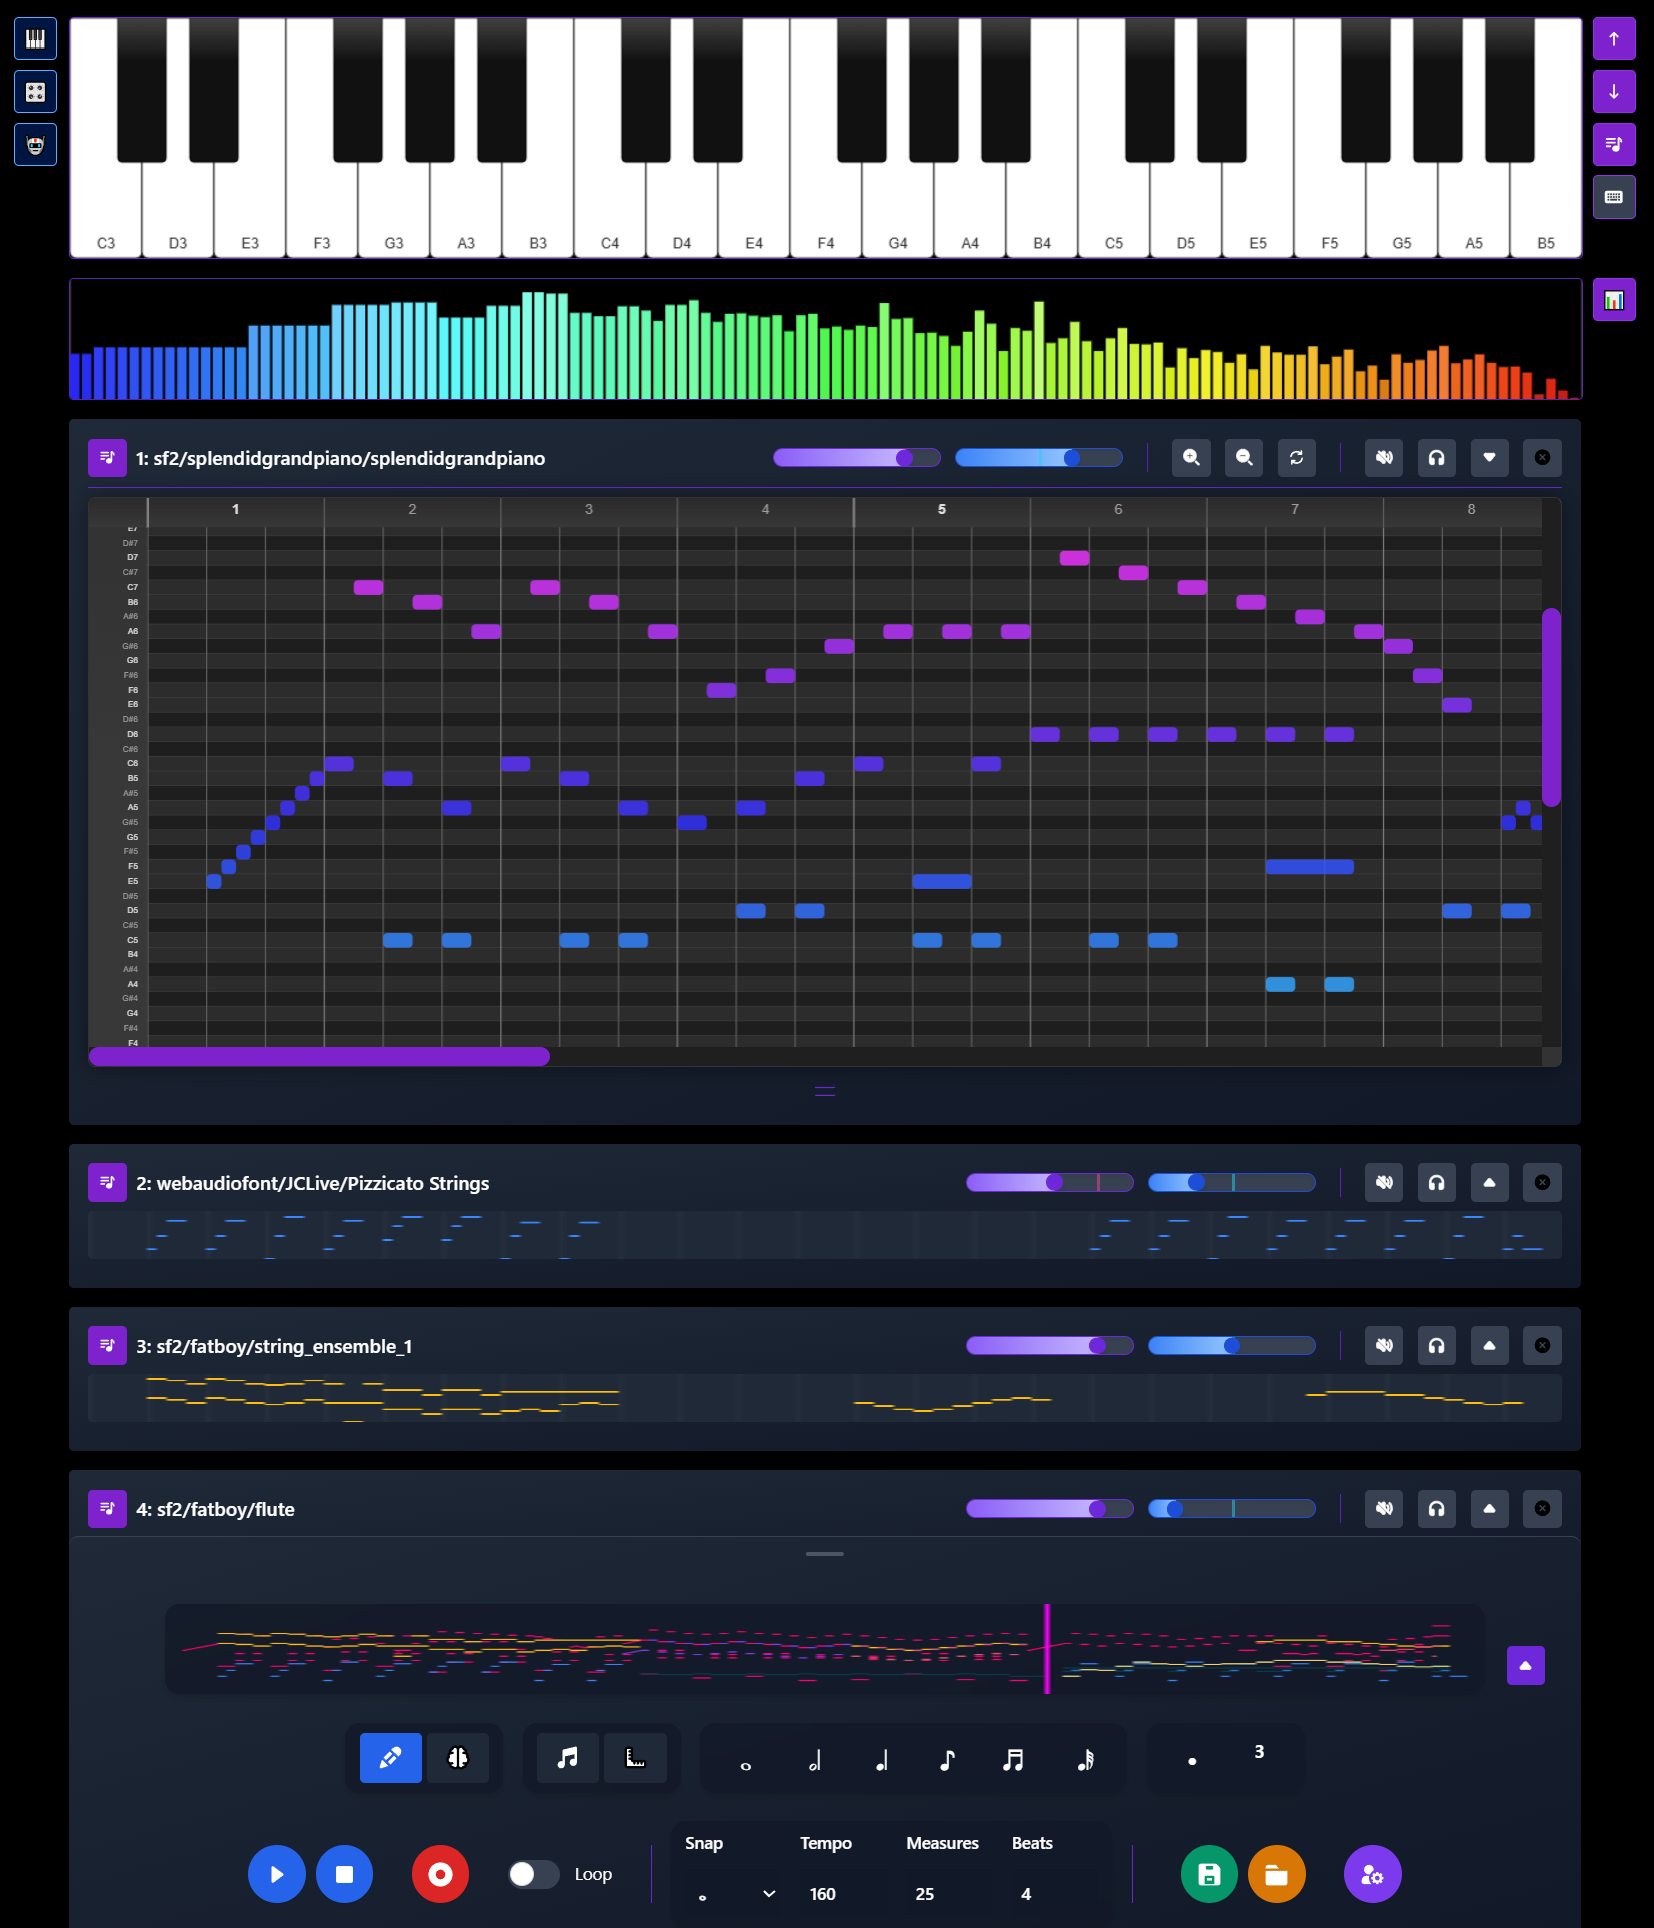 C3 D3 E3 F3 G3 A3 B3 C4 D4 E4 F4 G4 A4 B4 C5 D5 E5 F5 G5 A5 B5
1: sf2/splendidgrandpiano/splendidgrandpiano
1 2 3 4 5 6 7 8
E7
D#7
D7
C#7
C7
B6
A#6
A6
G#6
G6
F#6
F6
E6
D#6
D6
C#6
C6
B5
A#5
A5
G#5
G5
F#5
F5
E5
D#5
D5
C#5
C5
B4
A#4
A4
G#4
G4
F#4
F4
2: webaudiofont/JCLive/Pizzicato Strings
3: sf2/fatboy/string_ensemble_1
4: sf2/fatboy/flute
3
Snap Tempo Measures Beats
Loop
160 25 4